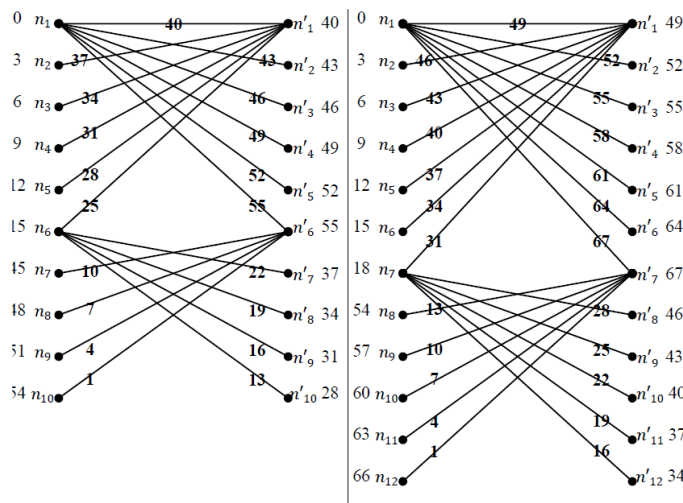 0 n₁ 40 n'₁ 40
3 n₂ 37 43 n'₂ 43
6 n₃ 34 46 n'₃ 46
9 n₄ 31 49 n'₄ 49
12 n₅ 28 52 n'₅ 52
15 n₆ 25 55 n'₆ 55
45 n₇ 10 22 n'₇ 37
48 n₈ 7 19 n'₈ 34
51 n₉ 4 16 n'₉ 31
54 n₁₀ 1 13 n'₁₀ 28
0 n₁ 49 n'₁ 49
3 n₂ 46 52 n'₂ 52
6 n₃ 43 55 n'₃ 55
9 n₄ 40 58 n'₄ 58
12 n₅ 37 61 n'₅ 61
15 n₆ 34 64 n'₆ 64
31 67
18 n₇ n'₇ 67
54 n₈ 13 28 n'₈ 46
57 n₉ 10 25 n'₉ 43
60 n₁₀ 7 22 n'₁₀ 40
63 n₁₁ 4 19 n'₁₁ 37
66 n₁₂ 1 16 n'₁₂ 34